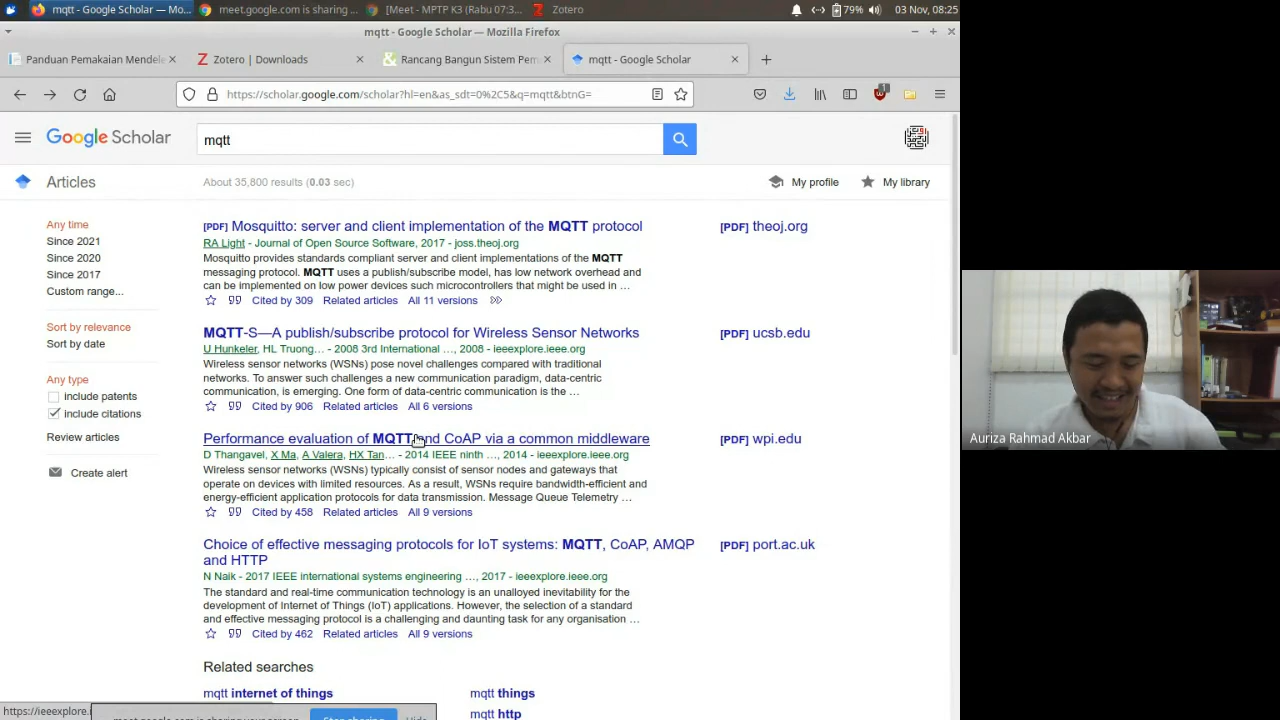 mqtt - Google Scholar — Mo...
meet.google.com is sharing ...
[Meet - MPTP K3 (Rabu 07:3...
Zotero
79%
03 Nov, 08:25
mqtt - Google Scholar — Mozilla Firefox
Panduan Pemakaian Mendele
Zotero | Downloads
Rancang Bangun Sistem Pem
mqtt - Google Scholar
https://scholar.google.com/scholar?hl=en&as_sdt=0%2C5&q=mqtt&btnG=
1
Google Scholar
mqtt
Articles
About 35,800 results (0.03 sec)
My profile
My library
Any time
Since 2021
Since 2020
Since 2017
Custom range...
Sort by relevance
Sort by date
Any type
include patents
include citations
Review articles
Create alert
[PDF] Mosquitto: server and client implementation of the MQTT protocol
RA Light - Journal of Open Source Software, 2017 - joss.theoj.org
Mosquitto provides standards compliant server and client implementations of the MQTT
messaging protocol. MQTT uses a publish/subscribe model, has low network overhead and
can be implemented on low power devices such microcontrollers that might be used in ...
Cited by 309 Related articles All 11 versions
[PDF] theoj.org
MQTT-S—A publish/subscribe protocol for Wireless Sensor Networks
U Hunkeler, HL Truong... - 2008 3rd International ..., 2008 - ieeexplore.ieee.org
Wireless sensor networks (WSNs) pose novel challenges compared with traditional
networks. To answer such challenges a new communication paradigm, data-centric
communication, is emerging. One form of data-centric communication is the ...
Cited by 906 Related articles All 6 versions
[PDF] ucsb.edu
Performance evaluation of MQTT and CoAP via a common middleware
D Thangavel, X Ma, A Valera, HX Tan... - 2014 IEEE ninth ..., 2014 - ieeexplore.ieee.org
Wireless sensor networks (WSNs) typically consist of sensor nodes and gateways that
operate on devices with limited resources. As a result, WSNs require bandwidth-efficient and
energy-efficient application protocols for data transmission. Message Queue Telemetry ...
Cited by 458 Related articles All 9 versions
[PDF] wpi.edu
Choice of effective messaging protocols for IoT systems: MQTT, CoAP, AMQP
and HTTP
N Naik - 2017 IEEE international systems engineering ..., 2017 - ieeexplore.ieee.org
The standard and real-time communication technology is an unalloyed inevitability for the
development of Internet of Things (IoT) applications. However, the selection of a standard
and effective messaging protocol is a challenging and daunting task for any organisation ...
Cited by 462 Related articles All 9 versions
[PDF] port.ac.uk
Related searches
mqtt internet of things
mqtt things
mqtt http
https://ieeexplore.
meet.google.com is sharing your screen.
Stop sharing
Hide
Auriza Rahmad Akbar